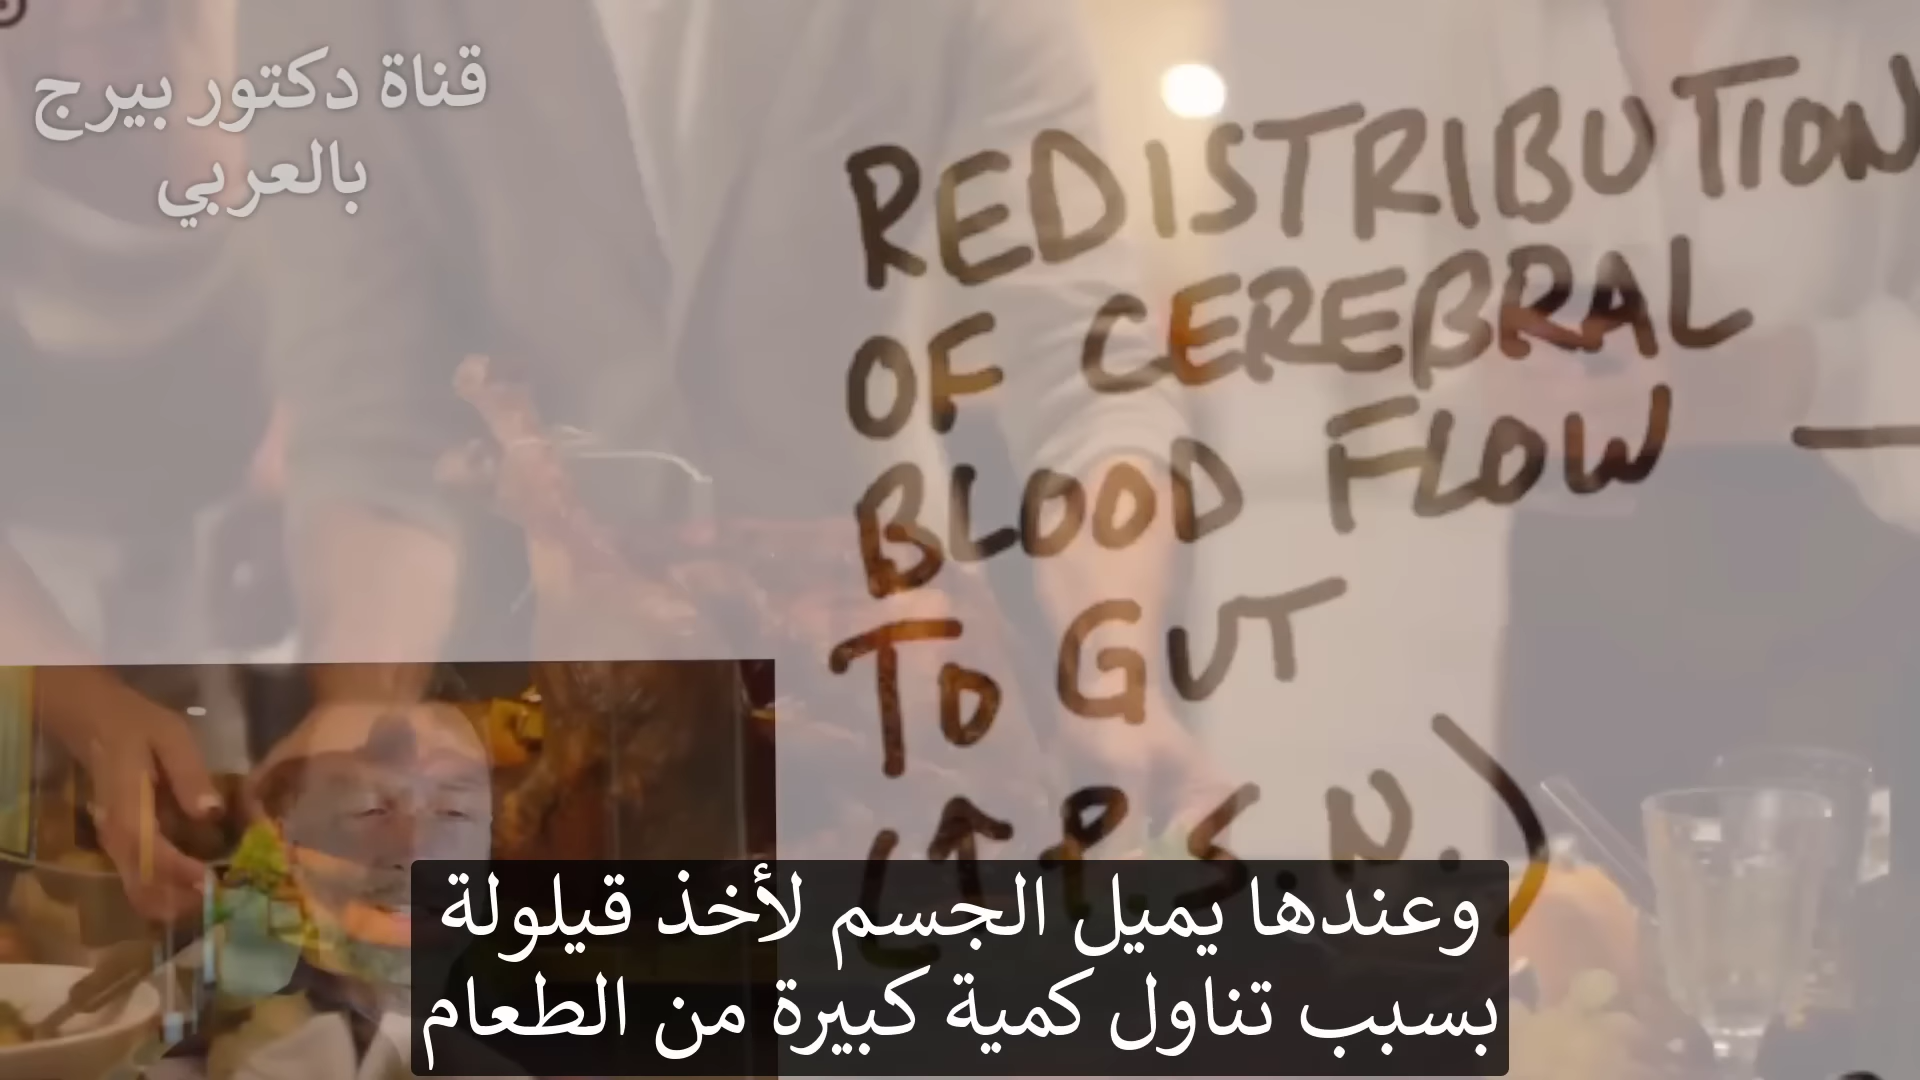 قناة دكتور بيرج
بالعربي
REDISTRIBUTION
OF CEREBRAL
BLOOD FLOW —
TO GUT
(↑ P.S.N.)
وعندها يميل الجسم لأخذ قيلولة
بسبب تناول كمية كبيرة من الطعام